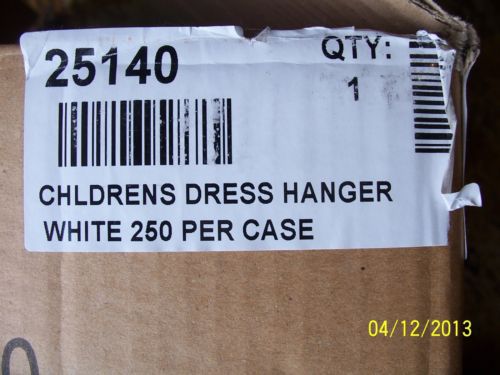 25140 QTY:
1
CHLDRENS DRESS HANGER
WHITE 250 PER CASE
04/12/2013